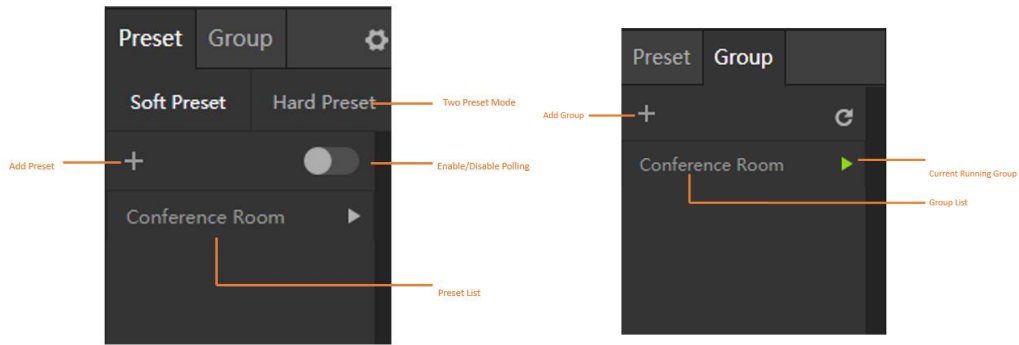 Preset Group
Soft Preset Hard Preset
Two Preset Mode
Add Preset
Enable/Disable Polling
Conference Room
Preset List
Preset Group
Add Group
Conference Room
Current Running Group
Group List